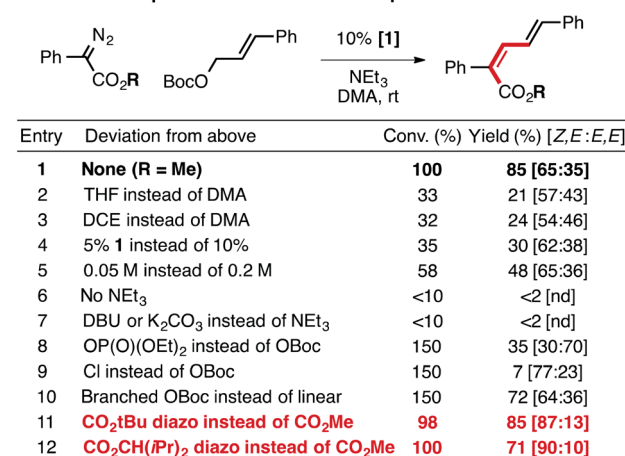 N2
Ph
CO2R
BocO
Ph
10% [1]
NEt3
DMA, rt
Ph
Ph
CO2R
Entry Deviation from above Conv. (%) Yield (%) [Z,E:E,E]
1 None (R = Me) 100 85 [65:35]
2 THF instead of DMA 33 21 [57:43]
3 DCE instead of DMA 32 24 [54:46]
4 5% 1 instead of 10% 35 30 [62:38]
5 0.05 M instead of 0.2 M 58 48 [65:36]
6 No NEt3 <10 <2 [nd]
7 DBU or K2CO3 instead of NEt3 <10 <2 [nd]
8 OP(O)(OEt)2 instead of OBoc 150 35 [30:70]
9 Cl instead of OBoc 150 7 [77:23]
10 Branched OBoc instead of linear 150 72 [64:36]
11 CO2tBu diazo instead of CO2Me 98 85 [87:13]
12 CO2CH(iPr)2 diazo instead of CO2Me 100 71 [90:10]